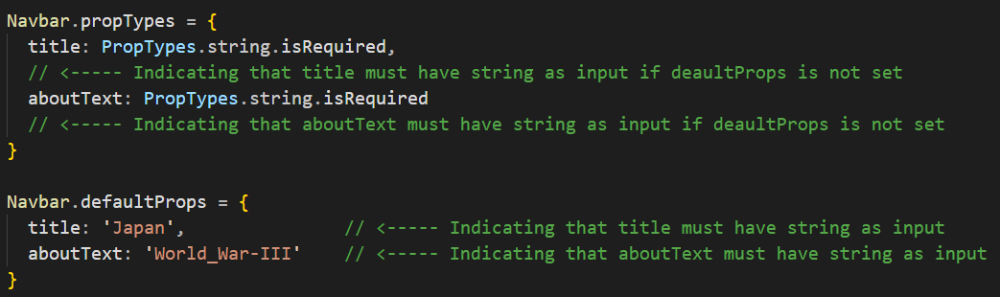 Navbar.propTypes = {
title: PropTypes.string.isRequired,
// <----- Indicating that title must have string as input if deaultProps is not set
aboutText: PropTypes.string.isRequired
// <----- Indicating that aboutText must have string as input if deaultProps is not set
}
Navbar.defaultProps = {
title: 'Japan', // <----- Indicating that title must have string as input
aboutText: 'World_War-III' // <----- Indicating that aboutText must have string as input
}